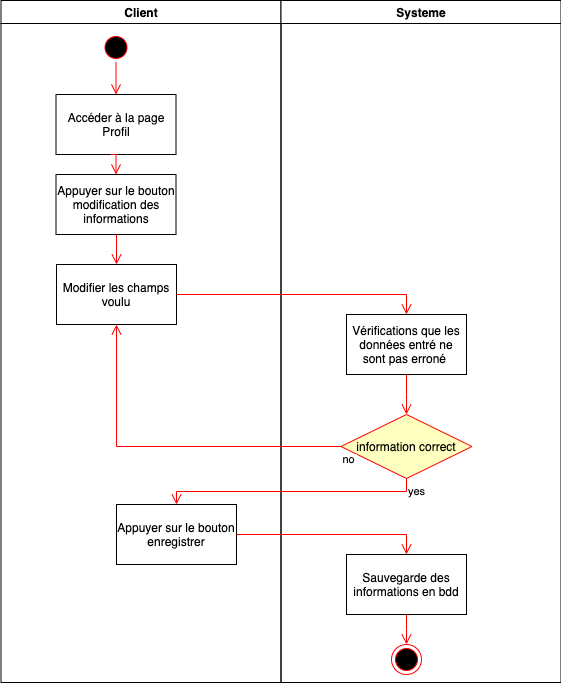 Client
Systeme
Accéder à la page
Profil
Appuyer sur le bouton
modification des
informations
Modifier les champs
voulu
Vérifications que les
données entré ne
sont pas erroné
information correct
no
yes
Appuyer sur le bouton
enregistrer
Sauvegarde des
informations en bdd